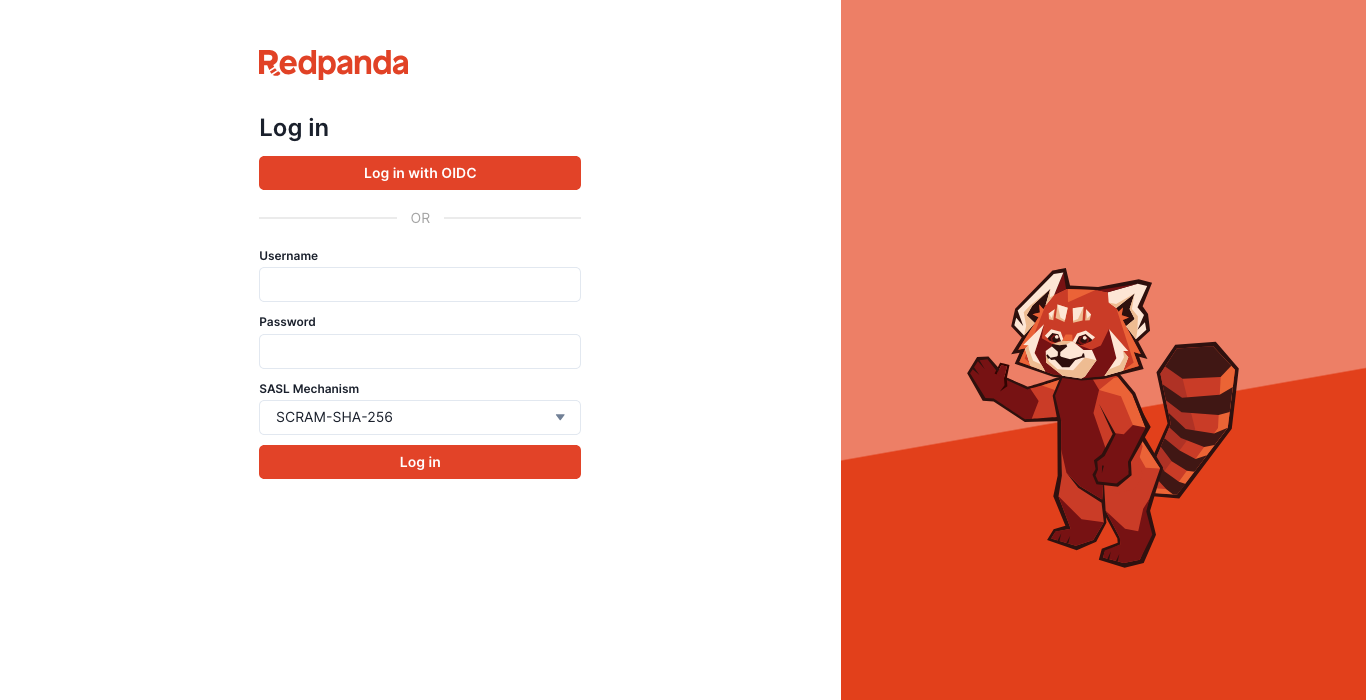 Redpanda
Log in
Log in with OIDC
OR
Username
Password
SASL Mechanism
SCRAM-SHA-256
Log in